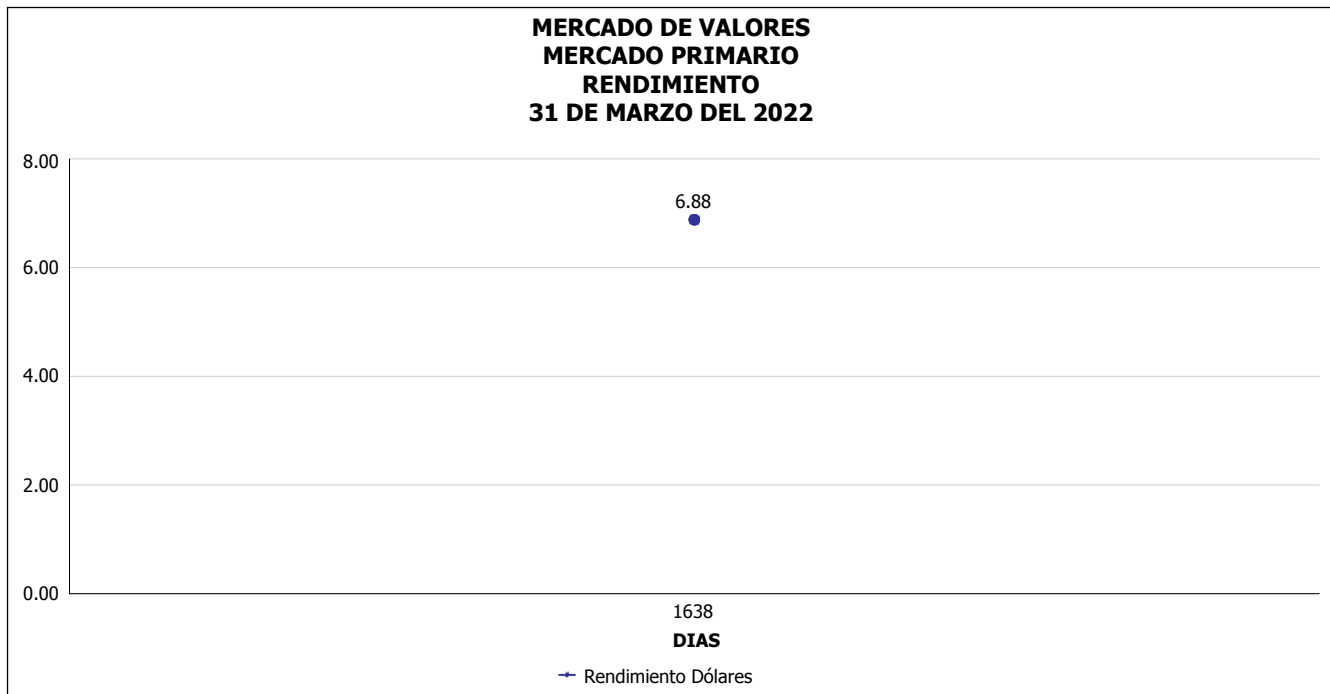 MERCADO DE VALORES
MERCADO PRIMARIO
RENDIMIENTO
31 DE MARZO DEL 2022
8.00
6.88
6.00
4.00
2.00
0.00
1638
DIAS
Rendimiento Dólares